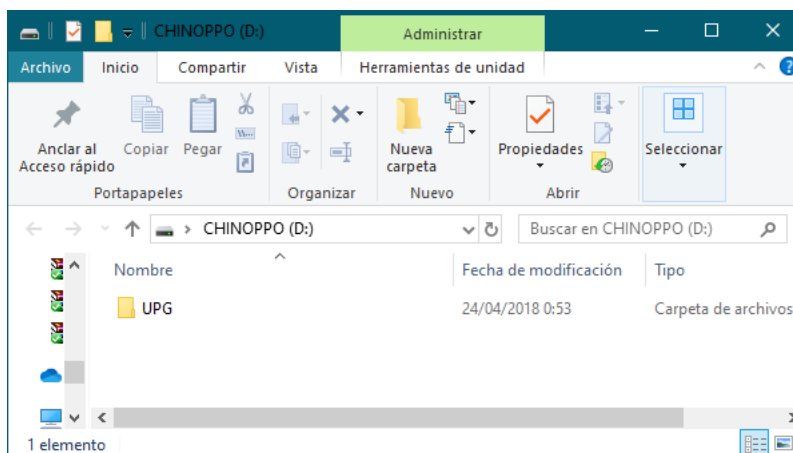 CHINOPPO (D:)
Administrar
Archivo Inicio Compartir Vista Herramientas de unidad
Anclar al Acceso rápido
Copiar
Pegar
Portapapeles
Organizar
Nueva carpeta
Nuevo
Propiedades
Abrir
Seleccionar
CHINOPPO (D:)
Buscar en CHINOPPO (D:)
Nombre Fecha de modificación Tipo
UPG 24/04/2018 0:53 Carpeta de archivos
1 elemento